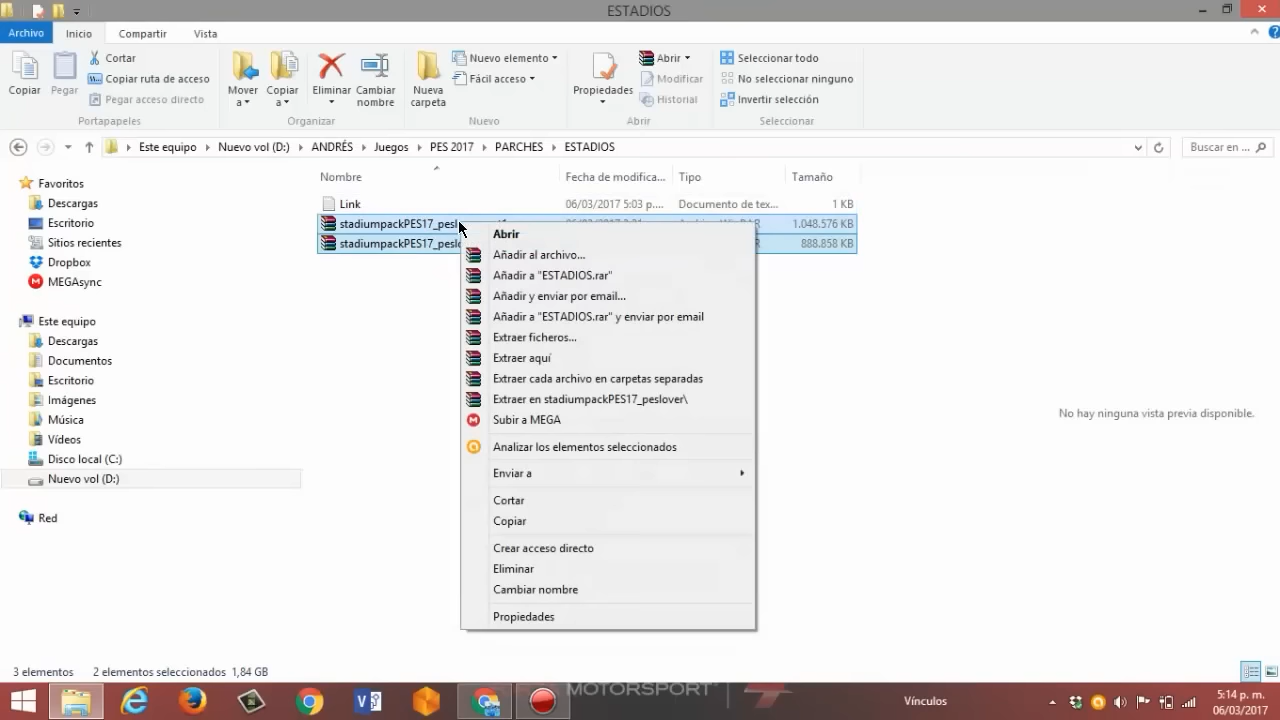 ESTADIOS
Archivo Inicio Compartir Vista
Copiar Pegar Cortar Copiar ruta de acceso Pegar acceso directo
Mover a Copiar a Eliminar Cambiar nombre
Nueva carpeta Nuevo elemento Fácil acceso
Propiedades Abrir Modificar Historial
Seleccionar todo No seleccionar ninguno Invertir selección
Portapapeles Organizar Nuevo Abrir Seleccionar
Este equipo Nuevo vol (D:) ANDRÉS Juegos PES 2017 PARCHES ESTADIOS Buscar en ...
Nombre Fecha de modifica... Tipo Tamaño
Favoritos
Descargas
Escritorio
Sitios recientes
Dropbox
MEGAsync
Este equipo
Descargas
Documentos
Escritorio
Imágenes
Música
Vídeos
Disco local (C:)
Nuevo vol (D:)
Red
Link 06/03/2017 5:03 p.... Documento de tex... 1 KB
1.048.576 KB
888.858 KB
Abrir
Añadir al archivo...
Añadir a "ESTADIOS.rar"
Añadir y enviar por email...
Añadir a "ESTADIOS.rar" y enviar por email
Extraer ficheros...
Extraer aquí
Extraer cada archivo en carpetas separadas
Extraer en stadiumpackPES17_peslover\
Subir a MEGA
Analizar los elementos seleccionados
Enviar a
Cortar
Copiar
Crear acceso directo
Eliminar
Cambiar nombre
Propiedades
No hay ninguna vista previa disponible.
3 elementos 2 elementos seleccionados 1,84 GB
MOTORSPORT
Vínculos
5:14 p. m.
06/03/2017